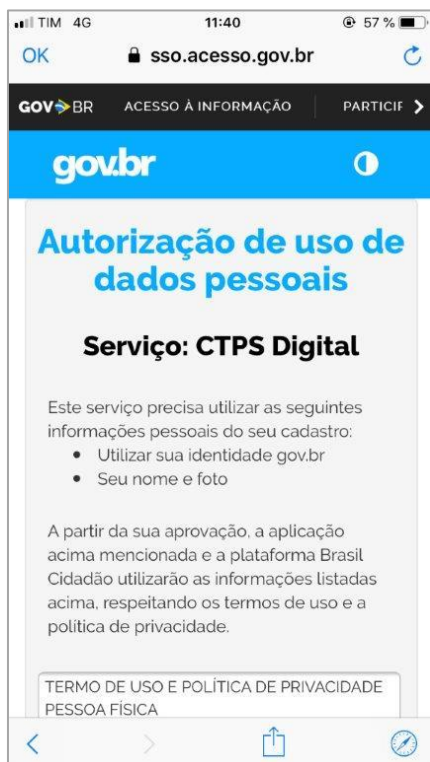 TIM 4G 11:40 57 %
OK sso.acesso.gov.br
GOV BR ACESSO À INFORMAÇÃO PARTICIF
gov.br
Autorização de uso de
dados pessoais
Serviço: CTPS Digital
Este serviço precisa utilizar as seguintes
informações pessoais do seu cadastro:
• Utilizar sua identidade gov.br
• Seu nome e foto
A partir da sua aprovação, a aplicação
acima mencionada e a plataforma Brasil
Cidadão utilizarão as informações listadas
acima, respeitando os termos de uso e a
política de privacidade.
TERMO DE USO E POLÍTICA DE PRIVACIDADE
PESSOA FÍSICA